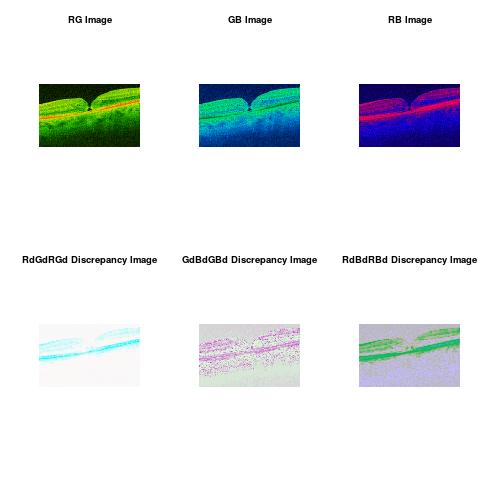 RG Image
GB Image
RB Image
RdGdRGd Discrepancy Image
GdBdGBd Discrepancy Image
RdBdRBd Discrepancy Image